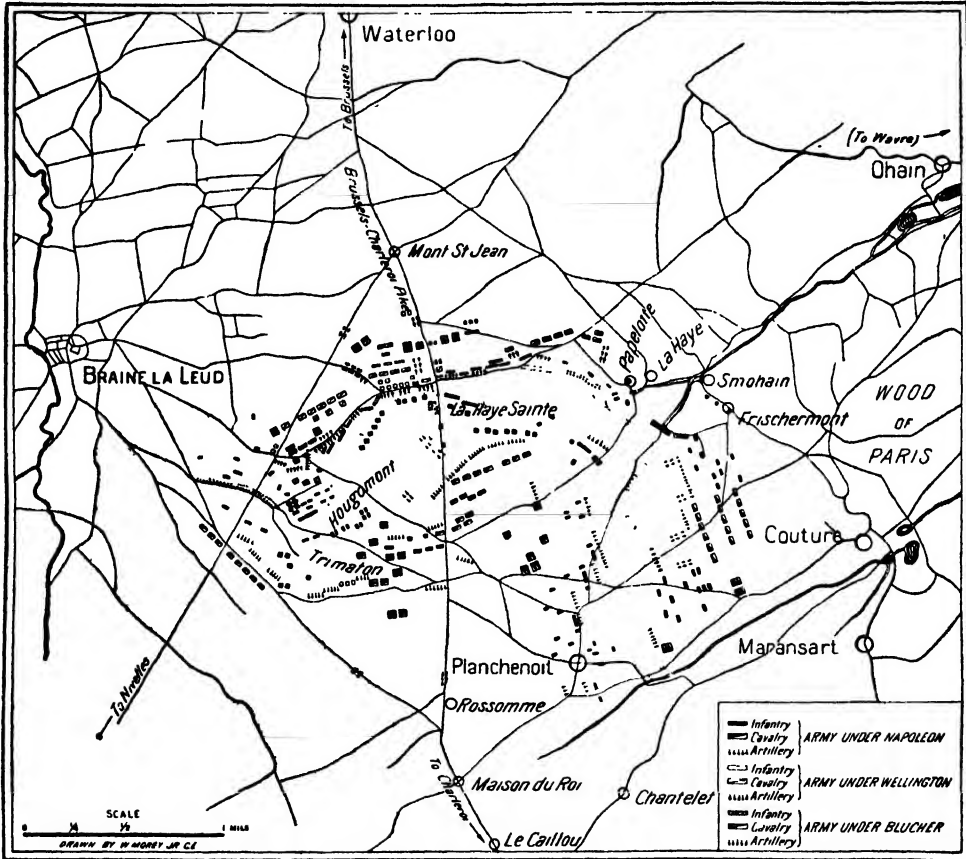 Waterloo
To Brussels
(To Wavre)
Ohain
Brussels-Charleroi Pike
Mont St Jean
Papelotte
La Haye
BRAINE LA LEUD
Smohain
WOOD
OF
PARIS
La Haye Sainte
Frischermont
Hougomont
Couture
Trimaton
Maransart
Planchenoit
To Nivelles
Rossomme
Maison du Roi
To Charleroi
Chantelet
Le Caillou
Infantry
Cavalry
Artillery
ARMY UNDER NAPOLEON
Infantry
Cavalry
Artillery
ARMY UNDER WELLINGTON
Infantry
Cavalry
Artillery
ARMY UNDER BLUCHER
SCALE
0 1/4 1/2 1 MILE
DRAWN BY W MOREY JR C.E